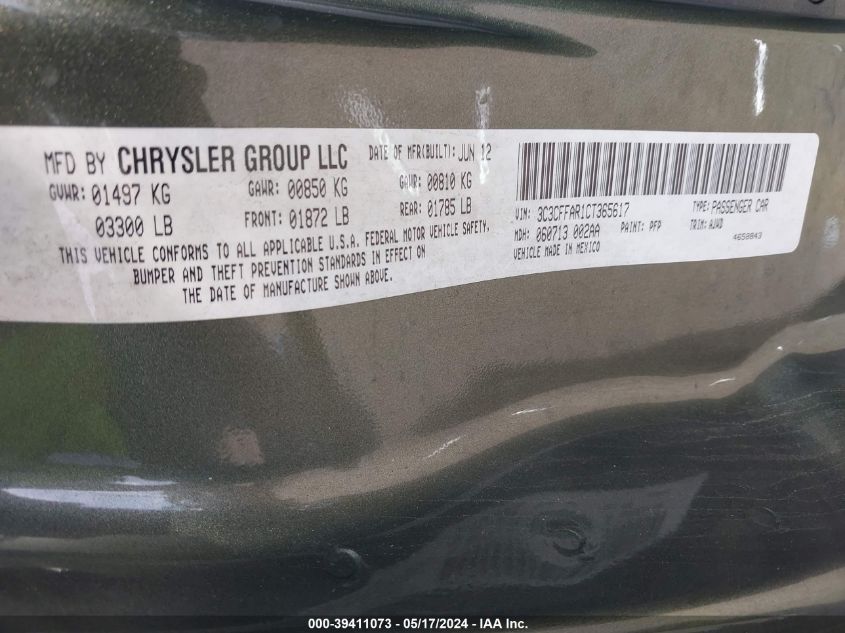 MFD BY CHRYSLER GROUP LLC DATE OF MFR(BUILT): JUN 12
GVWR: 01497 KG GAWR: 00850 KG GAWR: 00810 KG
03300 LB FRONT: 01872 LB REAR: 01785 LB
THIS VEHICLE CONFORMS TO ALL APPLICABLE U.S.A. FEDERAL MOTOR VEHICLE SAFETY,
BUMPER AND THEFT PREVENTION STANDARDS IN EFFECT ON
THE DATE OF MANUFACTURE SHOWN ABOVE.
VIN: 3C3CFFAR1CT365617 TYPE: PASSENGER CAR
MDH: 060713 002AA PAINT: PFP TRIM: AJWD
VEHICLE MADE IN MEXICO 4658843
000-39411073 - 05/17/2024 - IAA Inc.